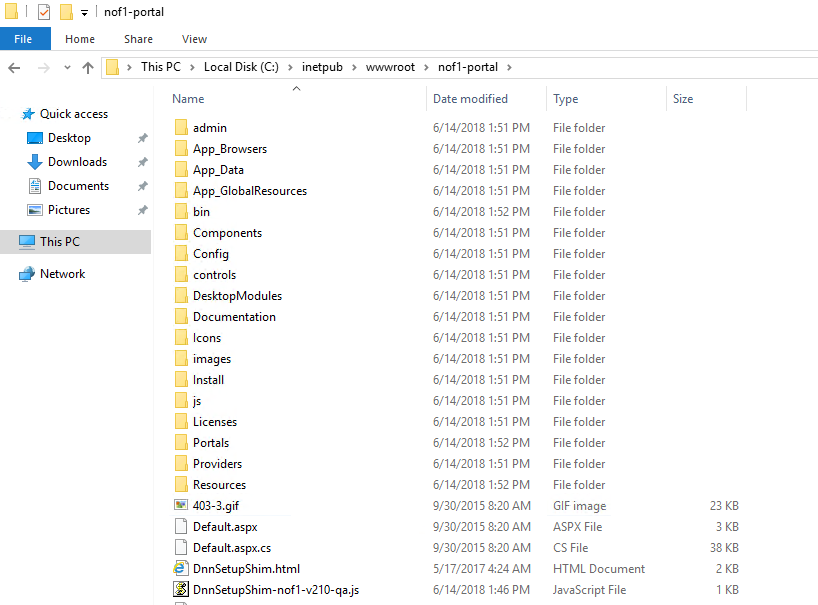 nof1-portal
File Home Share View
This PC Local Disk (C:) inetpub wwwroot nof1-portal
Name Date modified Type Size
Quick access
Desktop
Downloads
Documents
Pictures
This PC
Network
admin 6/14/2018 1:51 PM File folder
App_Browsers 6/14/2018 1:51 PM File folder
App_Data 6/14/2018 1:51 PM File folder
App_GlobalResources 6/14/2018 1:51 PM File folder
bin 6/14/2018 1:52 PM File folder
Components 6/14/2018 1:51 PM File folder
Config 6/14/2018 1:51 PM File folder
controls 6/14/2018 1:51 PM File folder
DesktopModules 6/14/2018 1:51 PM File folder
Documentation 6/14/2018 1:51 PM File folder
Icons 6/14/2018 1:51 PM File folder
images 6/14/2018 1:51 PM File folder
Install 6/14/2018 1:51 PM File folder
js 6/14/2018 1:51 PM File folder
Licenses 6/14/2018 1:51 PM File folder
Portals 6/14/2018 1:52 PM File folder
Providers 6/14/2018 1:51 PM File folder
Resources 6/14/2018 1:52 PM File folder
403-3.gif 9/30/2015 8:20 AM GIF image 23 KB
Default.aspx 9/30/2015 8:20 AM ASPX File 3 KB
Default.aspx.cs 9/30/2015 8:20 AM CS File 38 KB
DnnSetupShim.html 5/17/2017 4:24 AM HTML Document 2 KB
DnnSetupShim-nof1-v210-qa.js 6/14/2018 1:46 PM JavaScript File 1 KB